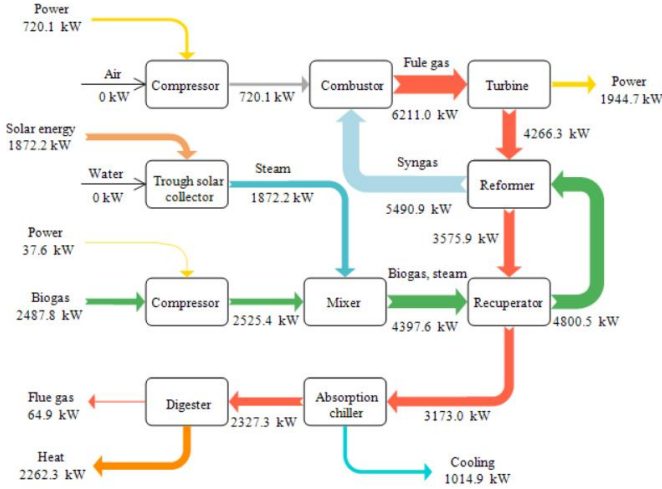 Power
720.1 kW
Air
0 kW
Compressor
720.1 kW
Combustor
Fule gas
6211.0 kW
Turbine
Power
1944.7 kW
4266.3 kW
Solar energy
1872.2 kW
Water
0 kW
Trough solar
collector
Steam
1872.2 kW
Syngas
5490.9 kW
Reformer
3575.9 kW
Power
37.6 kW
Biogas
2487.8 kW
Compressor
2525.4 kW
Mixer
Biogas, steam
4397.6 kW
Recuperator
4800.5 kW
Flue gas
64.9 kW
Digester
2327.3 kW
Absorption
chiller
3173.0 kW
Heat
2262.3 kW
Cooling
1014.9 kW